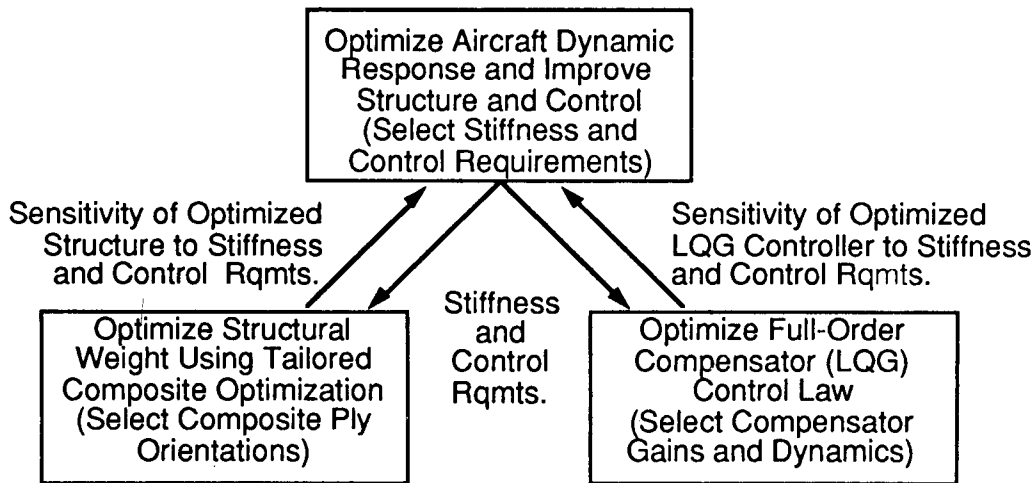 Optimize Aircraft Dynamic
Response and Improve
Structure and Control
(Select Stiffness and
Control Requirements)
Sensitivity of Optimized
Structure to Stiffness
and Control Rqmts.
Sensitivity of Optimized
LQG Controller to Stiffness
and Control Rqmts.
Stiffness
and
Control
Rqmts.
Optimize Structural
Weight Using Tailored
Composite Optimization
(Select Composite Ply
Orientations)
Optimize Full-Order
Compensator (LQG)
Control Law
(Select Compensator
Gains and Dynamics)